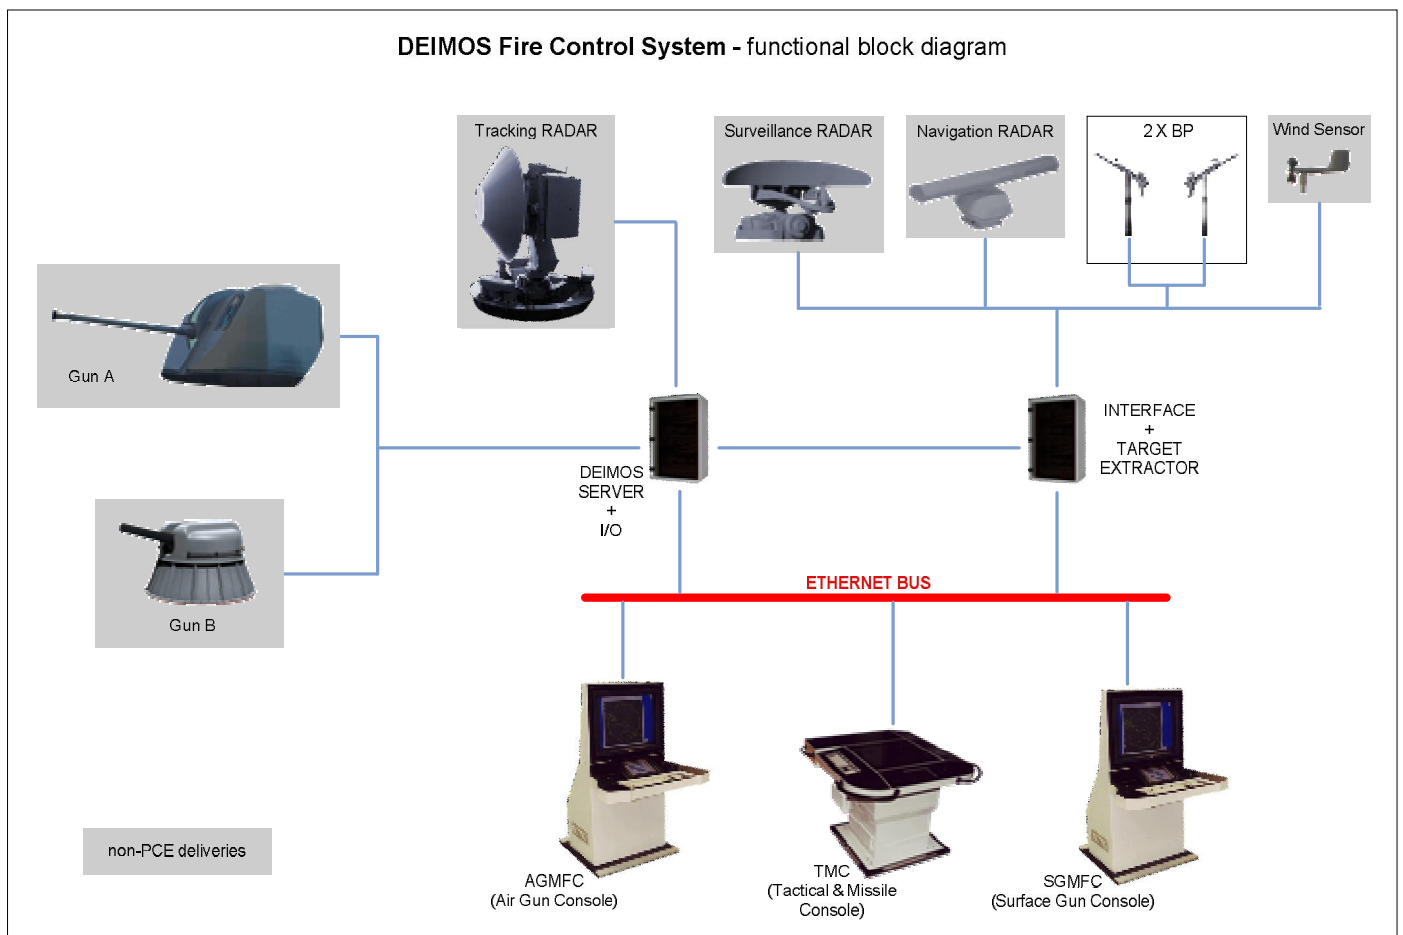 DEIMOS Fire Control System - functional block diagram
Tracking RADAR
Surveillance RADAR
Navigation RADAR
2 X BP
Wind Sensor
Gun A
INTERFACE
+
TARGET
EXTRACTOR
DEIMOS
SERVER
+
I/O
Gun B
ETHERNET BUS
non-PCE deliveries
AGMFC
(Air Gun Console)
TMC
(Tactical & Missile
Console)
SGMFC
(Surface Gun Console)